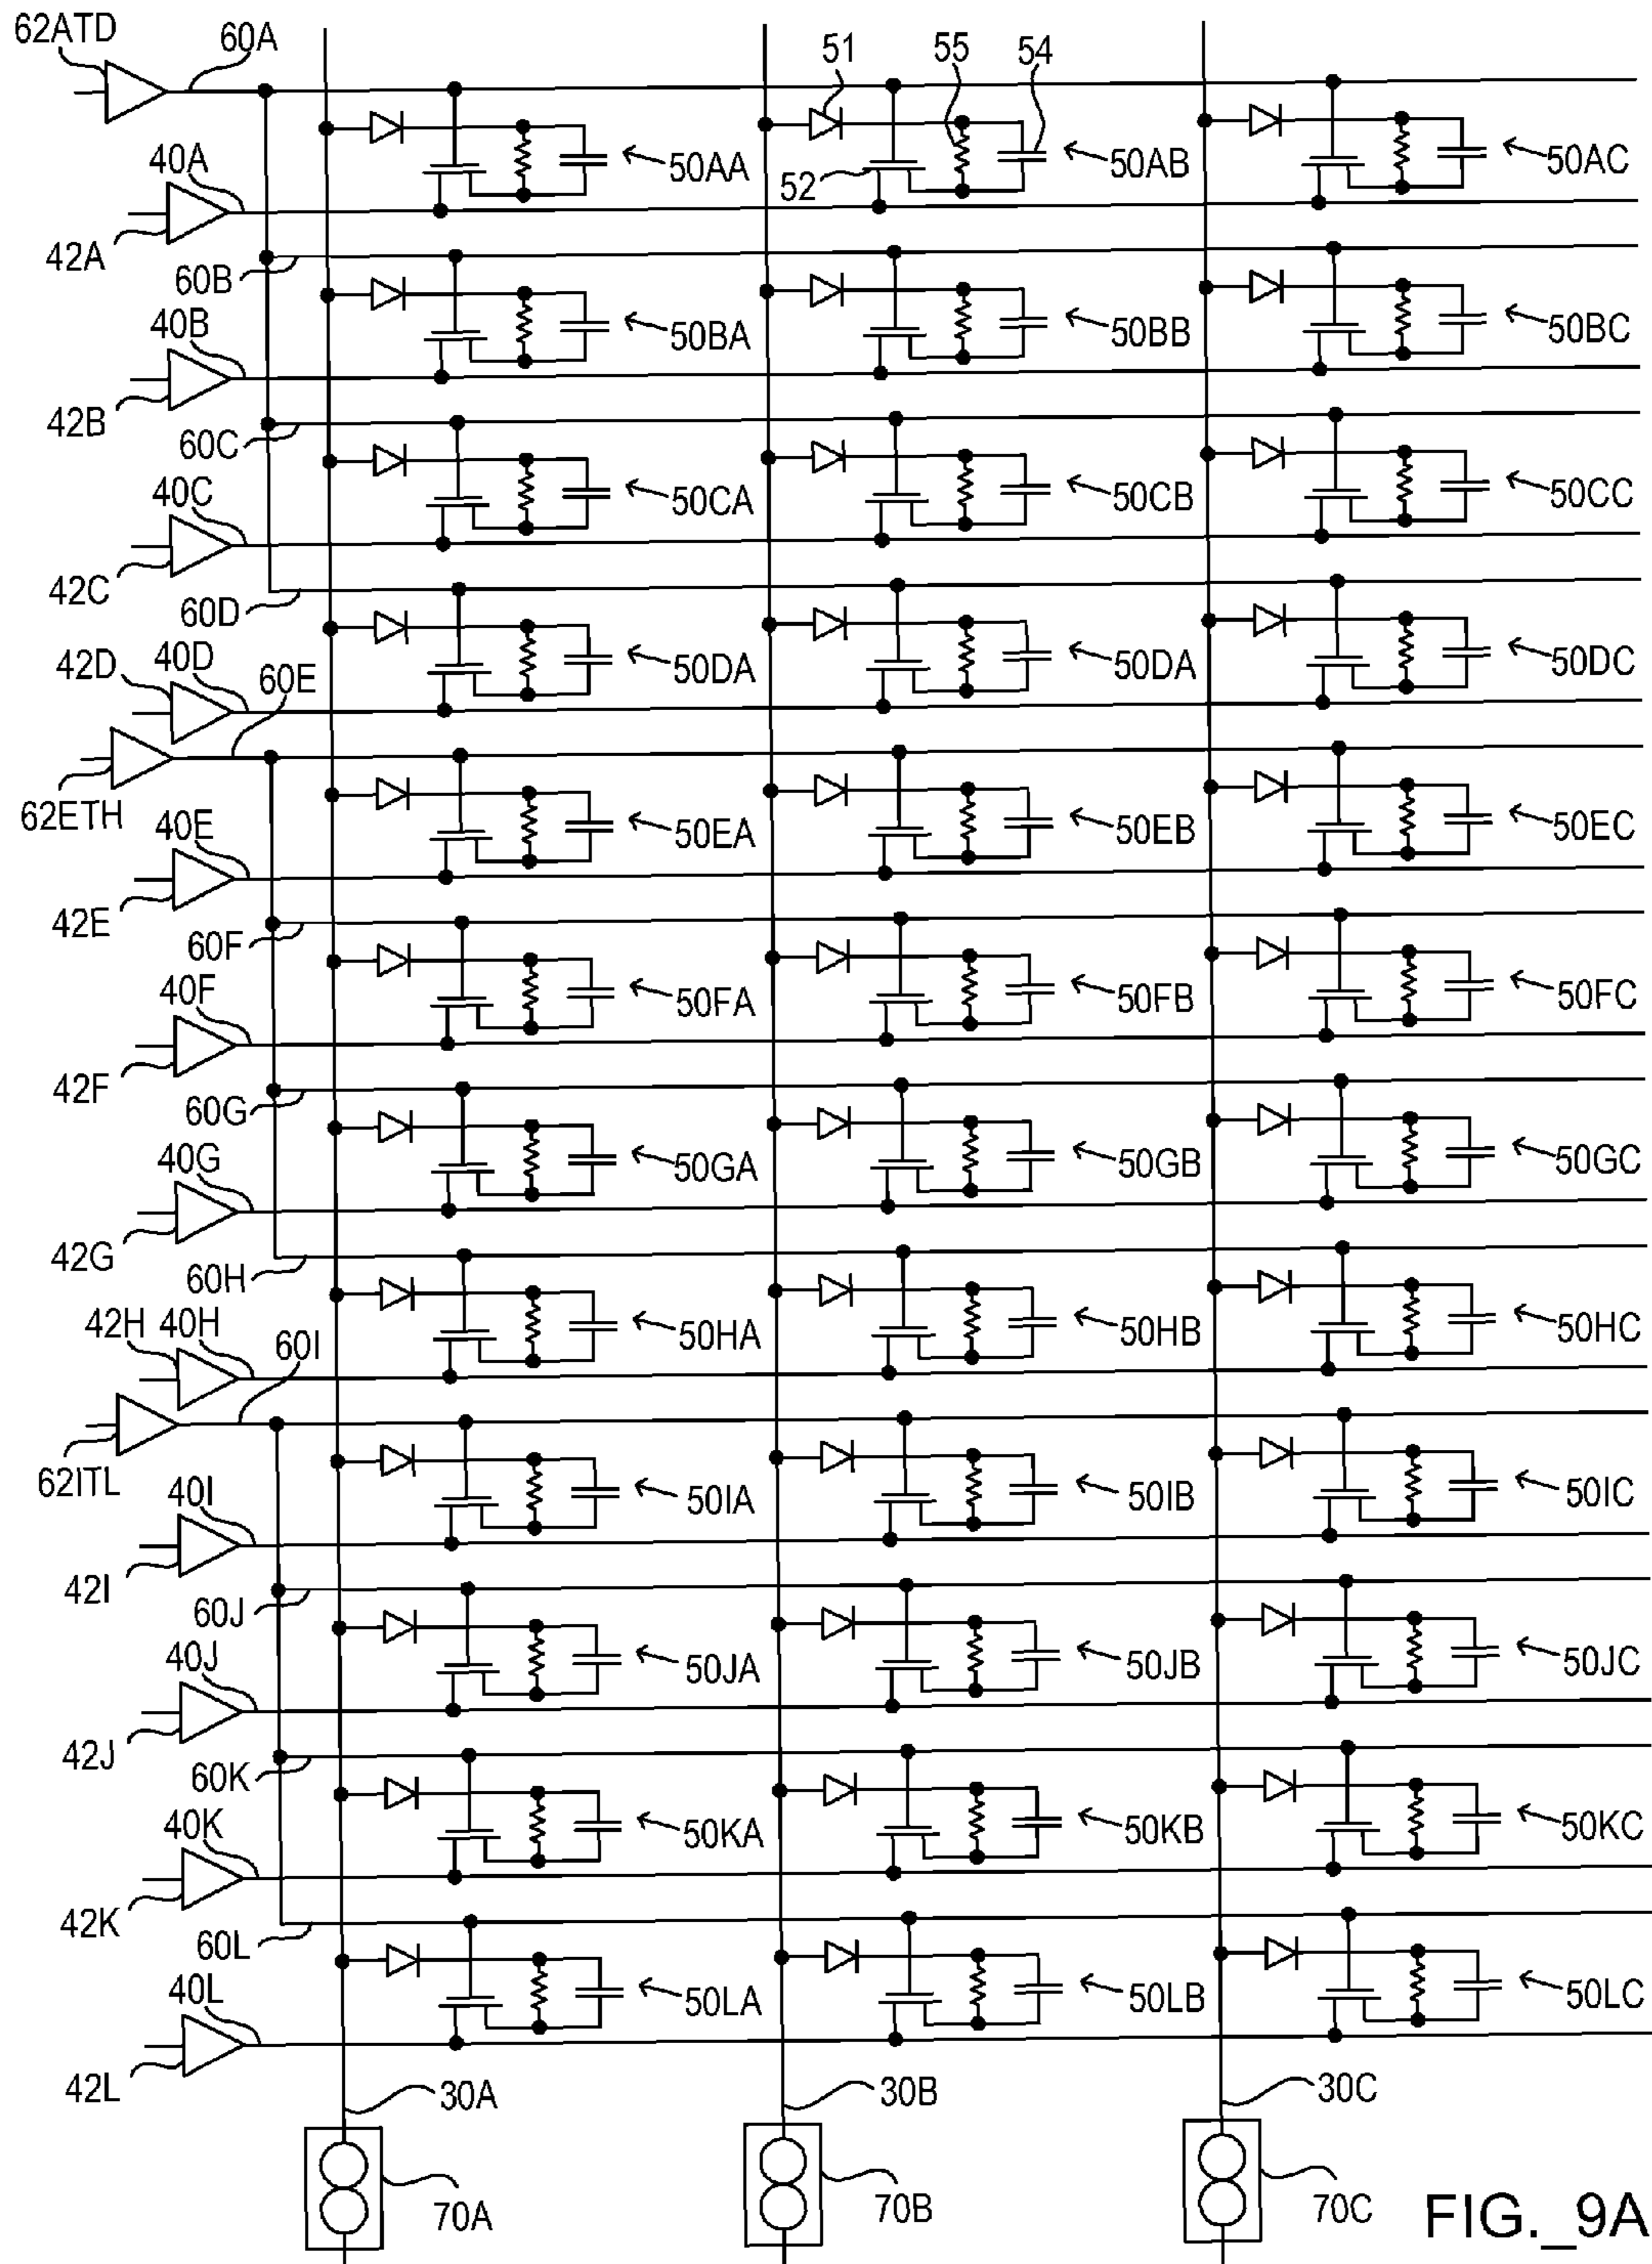 62ATD
60A
51
55
54
40A
50AA
52
50AB
50AC
42A
60B
40B
50BA
50BB
50BC
42B
60C
40C
50CA
50CB
50CC
42C
60D
42D
40D
60E
50DA
50DA
50DC
62ETH
40E
50EA
50EB
50EC
42E
60F
40F
50FA
50FB
50FC
42F
60G
40G
50GA
50GB
50GC
42G
60H
42H
40H
60I
50HA
50HB
50HC
62ITL
40I
50IA
50IB
50IC
42I
60J
40J
50JA
50JB
50JC
42J
60K
40K
50KA
50KB
50KC
42K
60L
40L
50LA
50LB
50LC
42L
30A
30B
30C
70A
70B
70C
FIG._9A